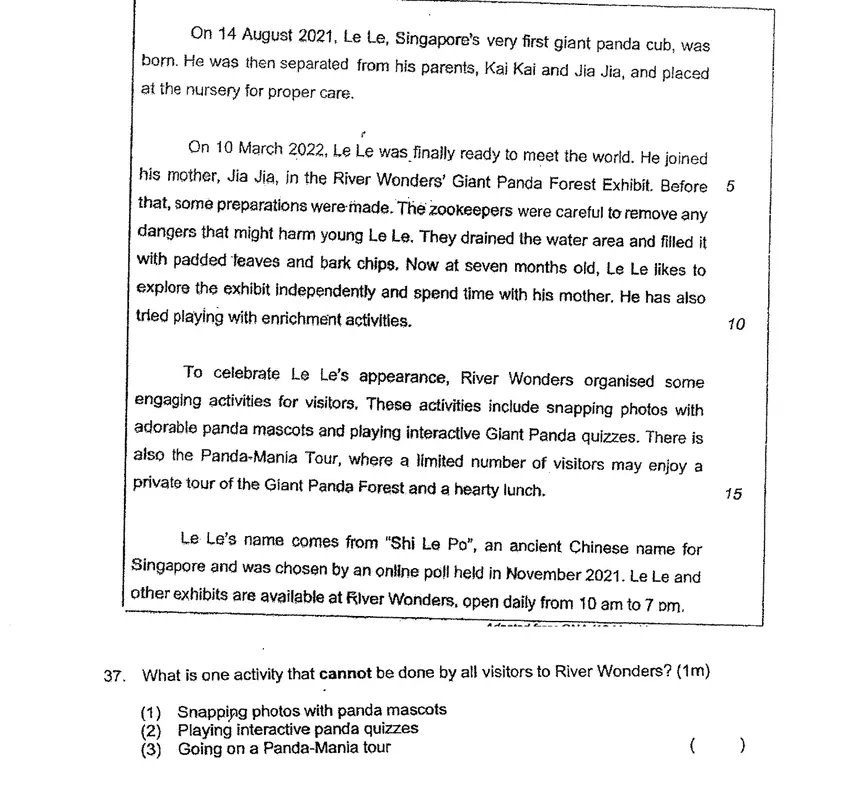 On 14 August 2021, Le Le, Singapore's very first giant panda cub, was
born. He was then separated from his parents, Kai Kai and Jia Jia, and placed
at the nursery for proper care.
On 10 March 2022, Le Le was finally ready to meet the world. He joined
his mother, Jia Jia, in the River Wonders' Giant Panda Forest Exhibit. Before 5
that, some preparations were made. The zookeepers were careful to remove any
dangers that might harm young Le Le. They drained the water area and filled it
with padded leaves and bark chips. Now at seven months old, Le Le likes to
explore the exhibit independently and spend time with his mother. He has also
tried playing with enrichment activities. 10
To celebrate Le Le's appearance, River Wonders organised some
engaging activities for visitors. These activities include snapping photos with
adorable panda mascots and playing interactive Giant Panda quizzes. There is
also the Panda-Mania Tour, where a limited number of visitors may enjoy a
private tour of the Giant Panda Forest and a hearty lunch. 15
Le Le's name comes from "Shi Le Po", an ancient Chinese name for
Singapore and was chosen by an online poll held in November 2021. Le Le and
other exhibits are available at River Wonders, open daily from 10 am to 7 pm.
37. What is one activity that cannot be done by all visitors to River Wonders? (1m)
(1) Snapping photos with panda mascots
(2) Playing interactive panda quizzes
(3) Going on a Panda-Mania tour ( )